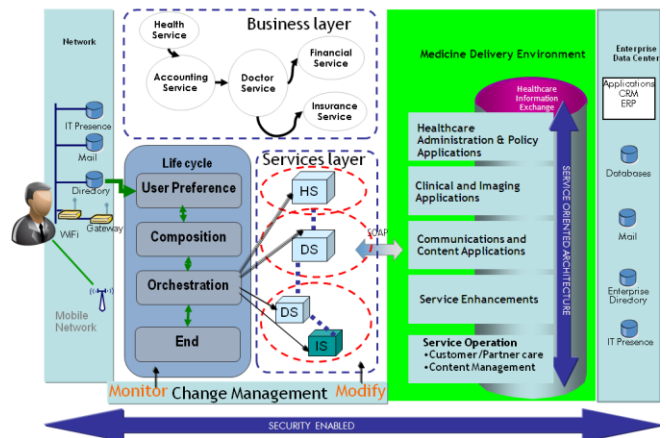 Network
IT Presence
Mail
Directory
WiFi
Gateway
Mobile
Network
Business layer
Health
Service
Accounting
Service
Doctor
Service
Financial
Service
Insurance
Service
Life cycle
User Preference
Composition
Orchestration
End
Services layer
HS
DS
DS
IS
SOAP
Monitor
Change Management
Modify
Medicine Delivery Environment
Healthcare
Information
Exchange
Healthcare
Administration & Policy
Applications
Clinical and Imaging
Applications
Communications and
Content Applications
Service Enhancements
Service Operation
•Customer/Partner care
•Content Management
SERVICE ORIENTED ARCHITECTURE
Enterprise
Data Center
Applications
CRM
ERP
Databases
Mail
Enterprise
Directory
IT Presence
SECURITY ENABLED